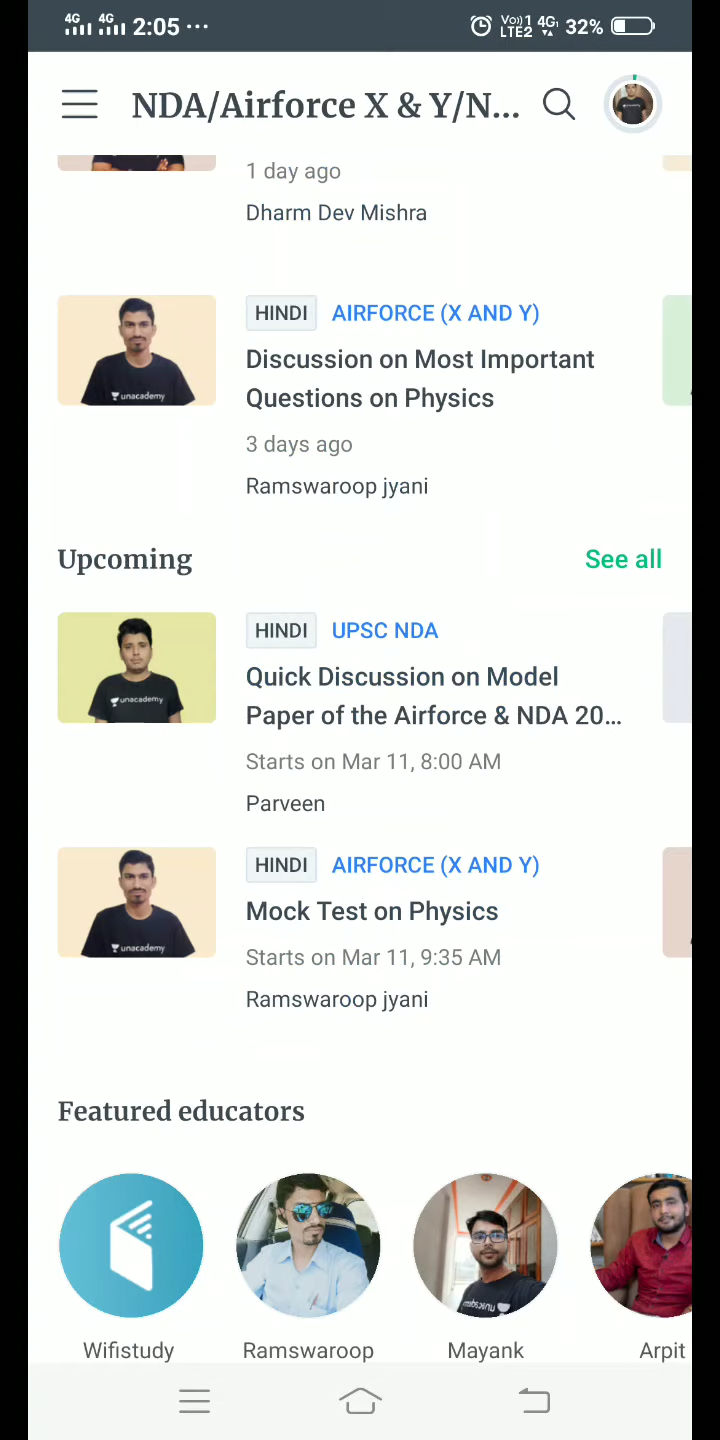 4G 4G 2:05 ... Vo))1 LTE2 4G 32%
NDA/Airforce X & Y/N...
1 day ago
Dharm Dev Mishra
HINDI AIRFORCE (X AND Y)
Discussion on Most Important
Questions on Physics
unacademy
3 days ago
Ramswaroop jyani
Upcoming See all
HINDI UPSC NDA
Quick Discussion on Model
unacademy
Paper of the Airforce & NDA 20...
Starts on Mar 11, 8:00 AM
Parveen
HINDI AIRFORCE (X AND Y)
Mock Test on Physics
unacademy
Starts on Mar 11, 9:35 AM
Ramswaroop jyani
Featured educators
Wifistudy Ramswaroop Mayank Arpit